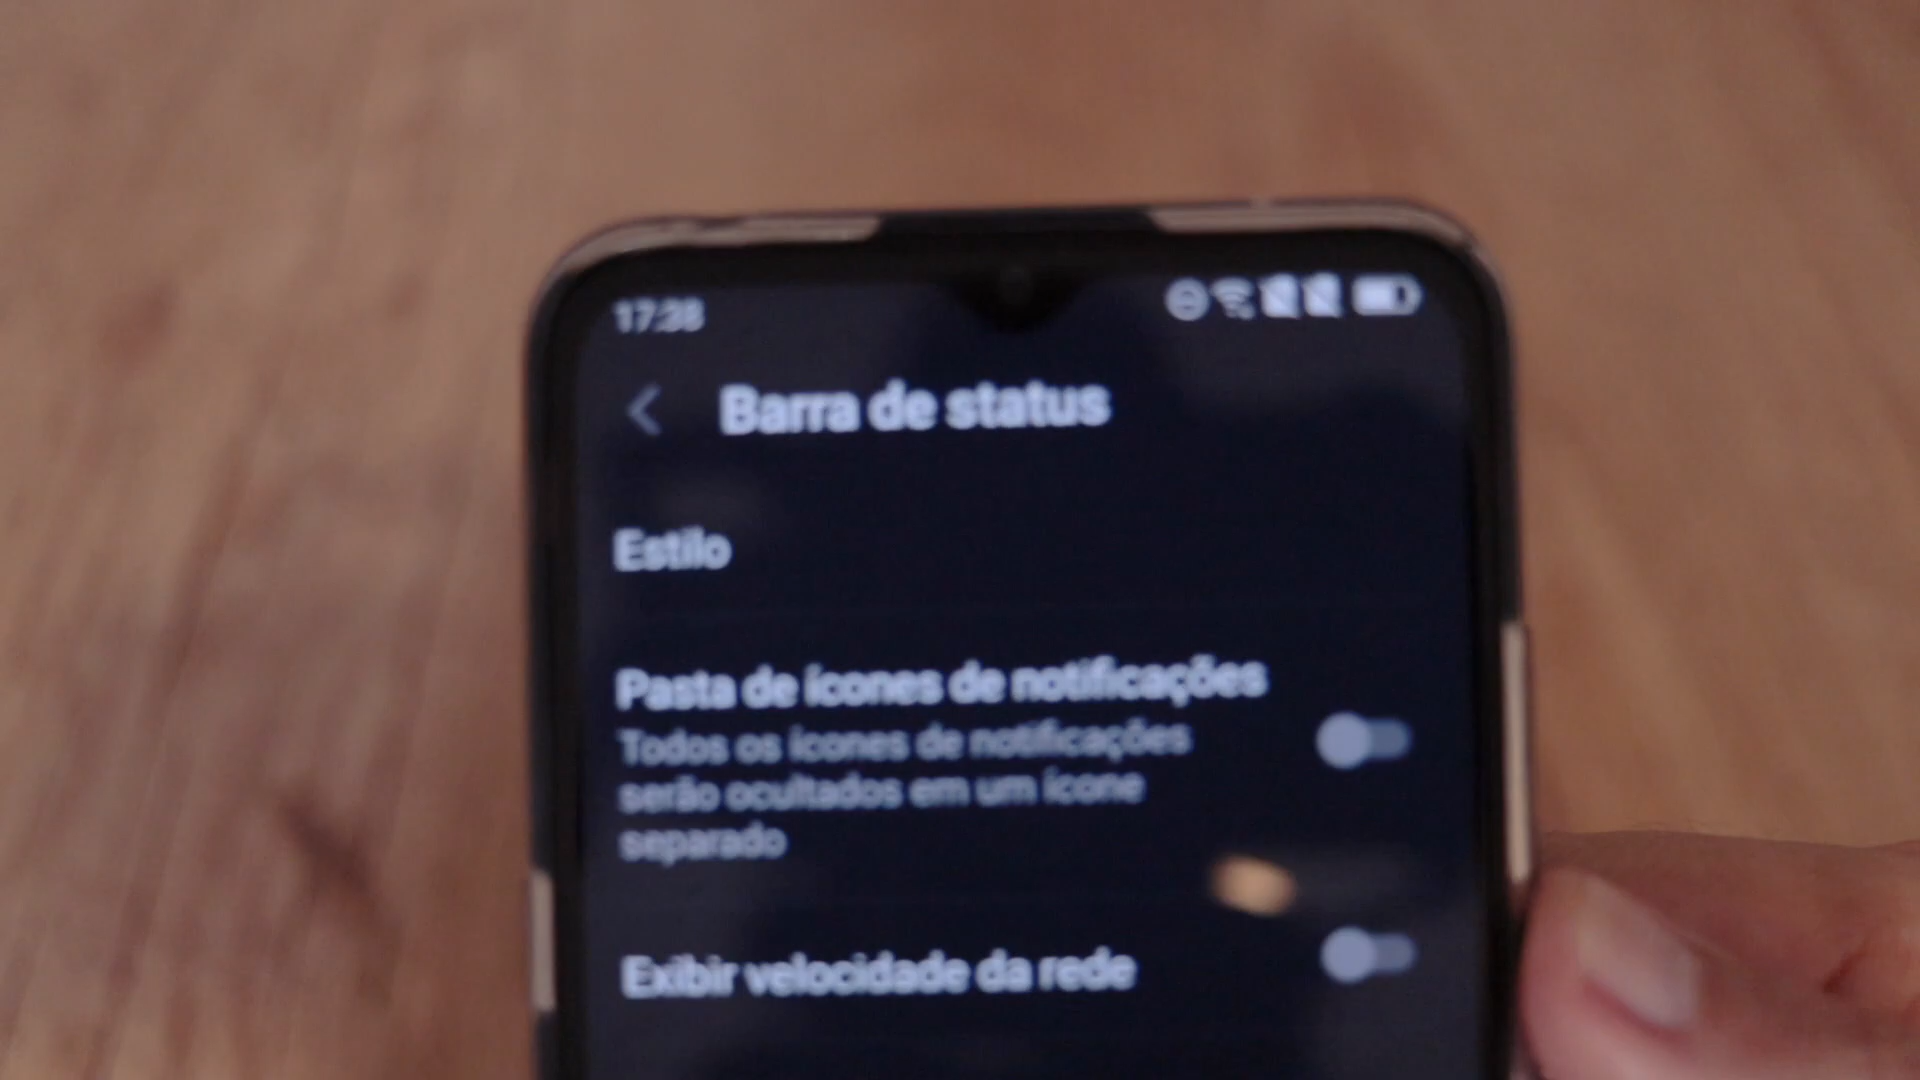 17:38
Barra de status
Estilo
Pasta de ícones de notificações
Todos os ícones de notificações
serão ocultados em um ícone
separado
Exibir velocidade da rede